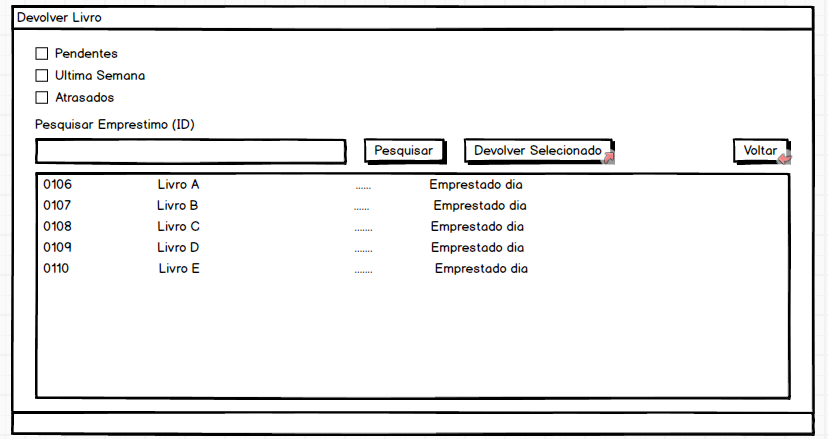 Devolver Livro
Pendentes
Ultima Semana
Atrasados
Pesquisar Emprestimo (ID)
Pesquisar Devolver Selecionado Voltar
0106 Livro A ...... Emprestado dia
0107 Livro B ...... Emprestado dia
0108 Livro C ....... Emprestado dia
0109 Livro D ....... Emprestado dia
0110 Livro E ....... Emprestado dia